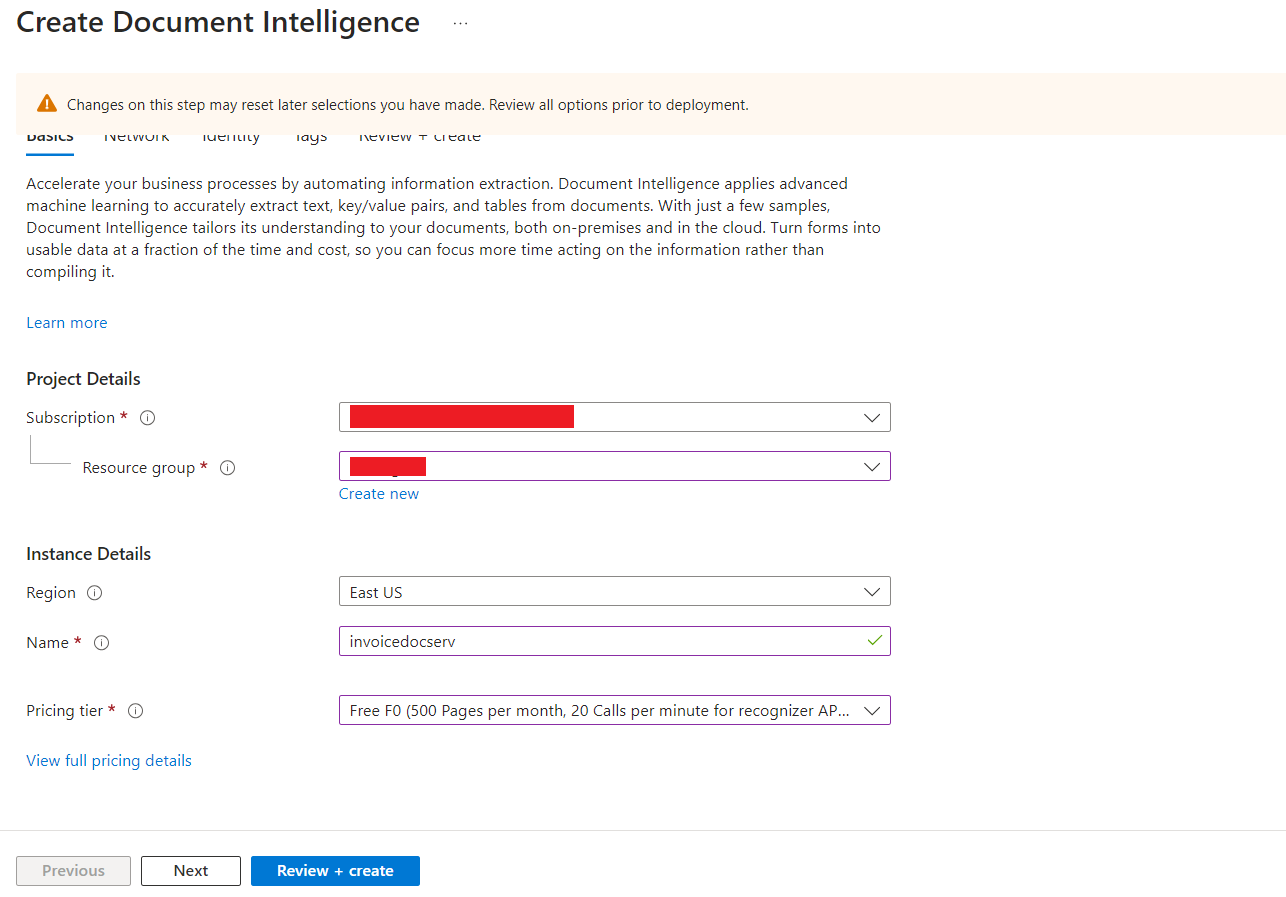 Create Document Intelligence ...
Changes on this step may reset later selections you have made. Review all options prior to deployment.
Basics Network Identity Tags Review + create
Accelerate your business processes by automating information extraction. Document Intelligence applies advanced
machine learning to accurately extract text, key/value pairs, and tables from documents. With just a few samples,
Document Intelligence tailors its understanding to your documents, both on-premises and in the cloud. Turn forms into
usable data at a fraction of the time and cost, so you can focus more time acting on the information rather than
compiling it.
Learn more
Project Details
Subscription *
Resource group *
Create new
Instance Details
Region East US
Name * invoicedocserv
Pricing tier * Free F0 (500 Pages per month, 20 Calls per minute for recognizer AP...
View full pricing details
Previous Next Review + create